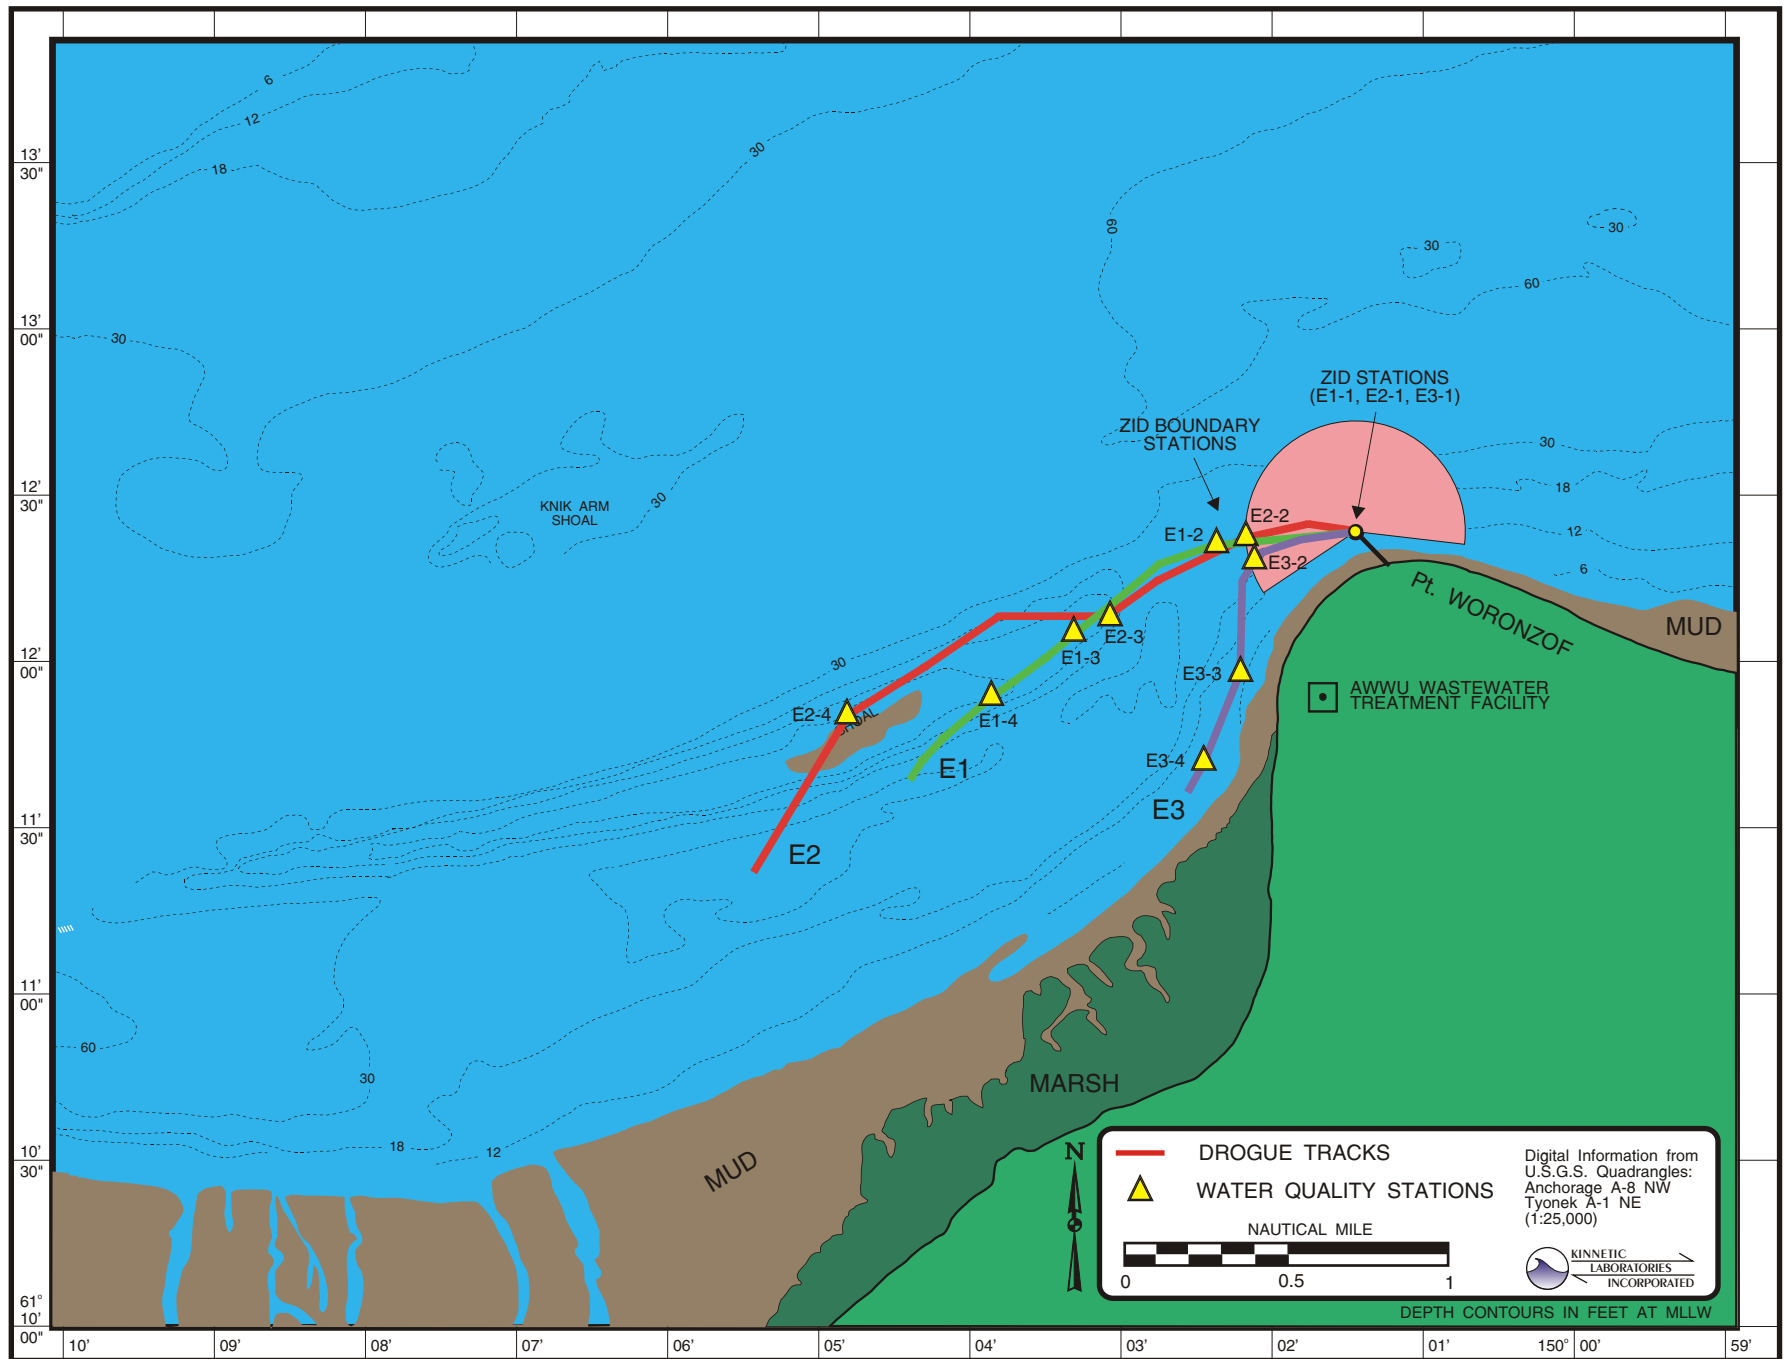 6
12
18
30
60
30
30
60
13'
30"
13'
00"
30
ZID STATIONS
(E1-1, E2-1, E3-1)
ZID BOUNDARY
STATIONS
30
12'
30"
KNIK ARM
SHOAL
30
18
12
6
E2-2
E1-2
E3-2
Pt. WORONZOF
MUD
E2-3
E1-3
12'
00"
30
E3-3
AWWU WASTEWATER
TREATMENT FACILITY
E2-4
SHOAL
E1-4
E1
E3-4
E3
11'
30"
E2
11'
00"
60
30
MARSH
18
12
10'
30"
MUD
N
DROGUE TRACKS
WATER QUALITY STATIONS
NAUTICAL MILE
0 0.5 1
Digital Information from
U.S.G.S. Quadrangles:
Anchorage A-8 NW
Tyonek A-1 NE
(1:25,000)
KINNETIC
LABORATORIES
INCORPORATED
DEPTH CONTOURS IN FEET AT MLLW
61°
10'
00"
10' 09' 08' 07' 06' 05' 04' 03' 02' 01' 150° 00' 59'